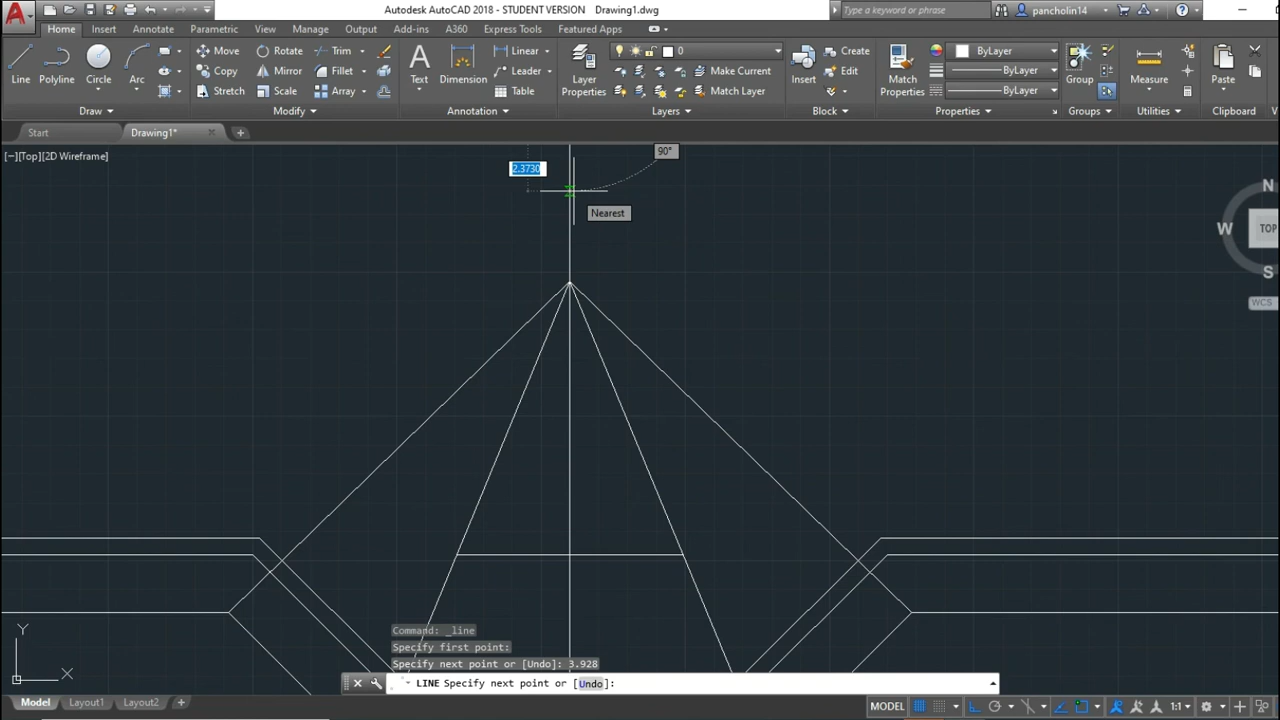 A Autodesk AutoCAD 2018 - STUDENT VERSION Drawing1.dwg Type a keyword or phrase pancholin14
Home Insert Annotate Parametric View Manage Output Add-ins A360 Express Tools Featured Apps
Line Polyline Circle Arc
Move Rotate Trim
Copy Mirror Fillet
Stretch Scale Array
Text Dimension
Linear
Leader
Table
Layer Properties
0
Make Current
Match Layer
Insert
Create
Edit
Match Properties
ByLayer
ByLayer
ByLayer
Group Measure Paste
Draw Modify Annotation Layers Block Properties Groups Utilities Clipboard
Start Drawing1*
[−][Top][2D Wireframe]
90°
2.3730
Nearest
N
W TOP
S
WCS
Y
X
Command: _line
Specify first point:
Specify next point or [Undo]: 3.928
LINE Specify next point or [Undo]:
Model Layout1 Layout2 + MODEL 1:1